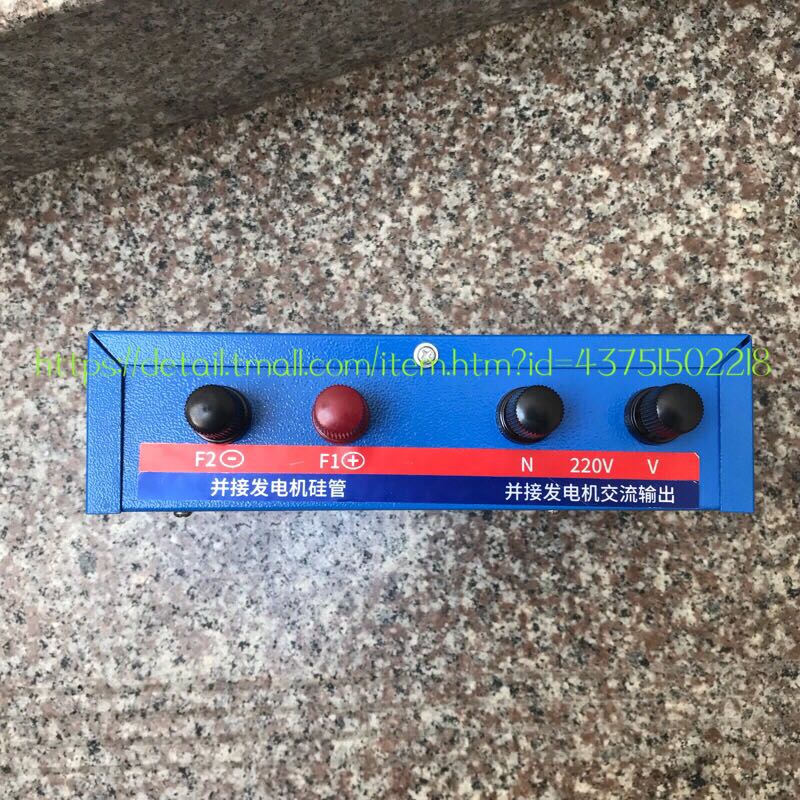 https://detail.tmall.com/item.htm?id=43751502218
F2⊖ F1⊕ N 220V V
并接发电机硅管 并接发电机交流输出